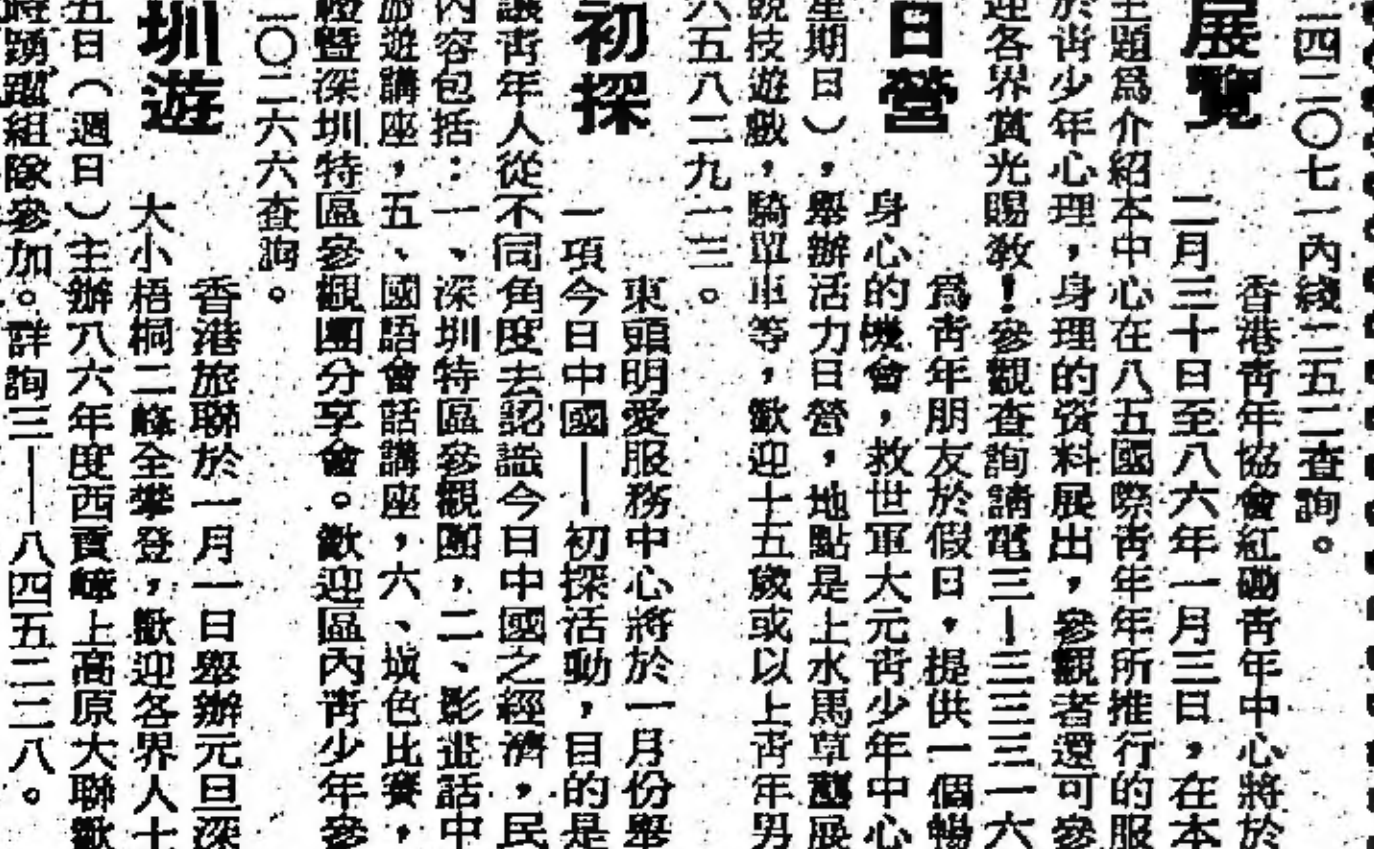 二四二〇七一內綫二五二查詢。
展覽
香港青年協會紅磡青年中心將於
二月三十日至八六年一月三日,在本
主題爲介紹本中心在八五國際青年年所推行的服
於青少年心理,身理的資料展出,參觀者還可參
迎各界賞光賜教!參觀查詢請電三—三三三一六
日營
爲青年朋友於假日,提供一個暢
身心的機會,救世軍大元青少年中心
星期日),舉辦活力日營,地點是上水馬草壟展
競技遊戲,騎單車等,歡迎十五歲或以上青年男
六五八二九一三。
初探
東頭明愛服務中心將於一月份舉
一項今日中國——初探活動,目的是
讓青年人從不同角度去認識今日中國之經濟,民
內容包括:一、深圳特區參觀團,二、影畫話中
旅遊講座,五、國語會話講座,六、填色比賽,
證暨深圳特區參觀團分享會。歡迎區內青少年參
二〇二六六查詢。
圳遊
香港旅聯於一月一日舉辦元旦深
大小梧桐二峰全攀登,歡迎各界人士
五日(週日)主辦八六年度西貢嶂上高原大聯歡
時踴躍組隊參加。詳詢三——八四五二二八。